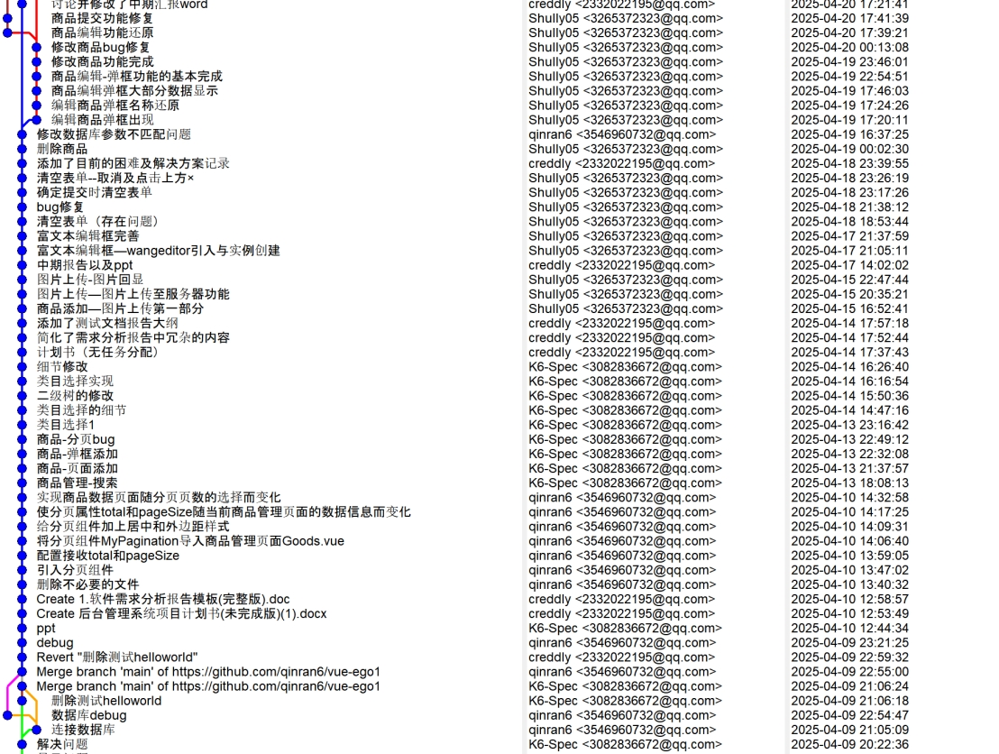 讨论并修改了中期汇报word creddly <2332022195@qq.com> 2025-04-20 17:21:41
商品提交功能修复 Shully05 <3265372323@qq.com> 2025-04-20 17:41:39
商品编辑功能还原 Shully05 <3265372323@qq.com> 2025-04-20 17:39:21
修改商品bug修复 Shully05 <3265372323@qq.com> 2025-04-20 00:13:08
修改商品功能完成 Shully05 <3265372323@qq.com> 2025-04-19 23:46:01
商品编辑-弹框功能的基本完成 Shully05 <3265372323@qq.com> 2025-04-19 22:54:51
商品编辑弹框大部分数据显示 Shully05 <3265372323@qq.com> 2025-04-19 17:46:03
编辑商品弹框名称还原 Shully05 <3265372323@qq.com> 2025-04-19 17:24:26
编辑商品弹框出现 Shully05 <3265372323@qq.com> 2025-04-19 17:20:11
修改数据库参数不匹配问题 qinran6 <3546960732@qq.com> 2025-04-19 16:37:25
删除商品 Shully05 <3265372323@qq.com> 2025-04-19 00:02:30
添加了目前的困难及解决方案记录 creddly <2332022195@qq.com> 2025-04-18 23:39:55
清空表单--取消及点击上方× Shully05 <3265372323@qq.com> 2025-04-18 23:26:19
确定提交时清空表单 Shully05 <3265372323@qq.com> 2025-04-18 23:17:26
bug修复 Shully05 <3265372323@qq.com> 2025-04-18 21:38:12
清空表单（存在问题） Shully05 <3265372323@qq.com> 2025-04-18 18:53:44
富文本编辑框完善 Shully05 <3265372323@qq.com> 2025-04-17 21:37:59
富文本编辑框—wangeditor引入与实例创建 Shully05 <3265372323@qq.com> 2025-04-17 21:05:11
中期报告以及ppt creddly <2332022195@qq.com> 2025-04-17 14:02:02
图片上传-图片回显 Shully05 <3265372323@qq.com> 2025-04-15 22:47:44
图片上传—图片上传至服务器功能 Shully05 <3265372323@qq.com> 2025-04-15 20:35:21
商品添加—图片上传第一部分 Shully05 <3265372323@qq.com> 2025-04-15 16:52:41
添加了测试文档报告大纲 creddly <2332022195@qq.com> 2025-04-14 17:57:18
简化了需求分析报告中冗杂的内容 creddly <2332022195@qq.com> 2025-04-14 17:52:44
计划书（无任务分配） creddly <2332022195@qq.com> 2025-04-14 17:37:43
细节修改 K6-Spec <3082836672@qq.com> 2025-04-14 16:26:40
类目选择实现 K6-Spec <3082836672@qq.com> 2025-04-14 16:16:54
二级树的修改 K6-Spec <3082836672@qq.com> 2025-04-14 15:50:36
类目选择的细节 K6-Spec <3082836672@qq.com> 2025-04-14 14:47:16
类目选择1 K6-Spec <3082836672@qq.com> 2025-04-13 23:16:42
商品-分页bug K6-Spec <3082836672@qq.com> 2025-04-13 22:49:12
商品-弹框添加 K6-Spec <3082836672@qq.com> 2025-04-13 22:32:08
商品-页面添加 K6-Spec <3082836672@qq.com> 2025-04-13 21:37:57
商品管理-搜索 K6-Spec <3082836672@qq.com> 2025-04-13 18:08:13
实现商品数据页面随分页页数的选择而变化 qinran6 <3546960732@qq.com> 2025-04-10 14:32:58
使分页属性total和pageSize随当前商品管理页面的数据信息而变化 qinran6 <3546960732@qq.com> 2025-04-10 14:17:25
给分页组件加上居中和外边距样式 qinran6 <3546960732@qq.com> 2025-04-10 14:09:31
将分页组件MyPagination导入商品管理页面Goods.vue qinran6 <3546960732@qq.com> 2025-04-10 14:06:40
配置接收total和pageSize qinran6 <3546960732@qq.com> 2025-04-10 13:59:05
引入分页组件 qinran6 <3546960732@qq.com> 2025-04-10 13:47:02
删除不必要的文件 qinran6 <3546960732@qq.com> 2025-04-10 13:40:32
Create 1.软件需求分析报告模板(完整版).doc creddly <2332022195@qq.com> 2025-04-10 12:58:57
Create 后台管理系统项目计划书(未完成版)(1).docx creddly <2332022195@qq.com> 2025-04-10 12:53:49
ppt K6-Spec <3082836672@qq.com> 2025-04-10 12:44:34
debug qinran6 <3546960732@qq.com> 2025-04-09 23:21:25
Revert "删除测试helloworld" creddly <2332022195@qq.com> 2025-04-09 22:59:32
Merge branch 'main' of https://github.com/qinran6/vue-ego1 qinran6 <3546960732@qq.com> 2025-04-09 22:55:00
Merge branch 'main' of https://github.com/qinran6/vue-ego1 K6-Spec <3082836672@qq.com> 2025-04-09 21:06:24
删除测试helloworld K6-Spec <3082836672@qq.com> 2025-04-09 21:06:18
数据库debug qinran6 <3546960732@qq.com> 2025-04-09 22:54:47
连接数据库 qinran6 <3546960732@qq.com> 2025-04-09 21:05:09
解决问题 K6-Spec <3082836672@qq.com> 2025-04-09 20:22:36